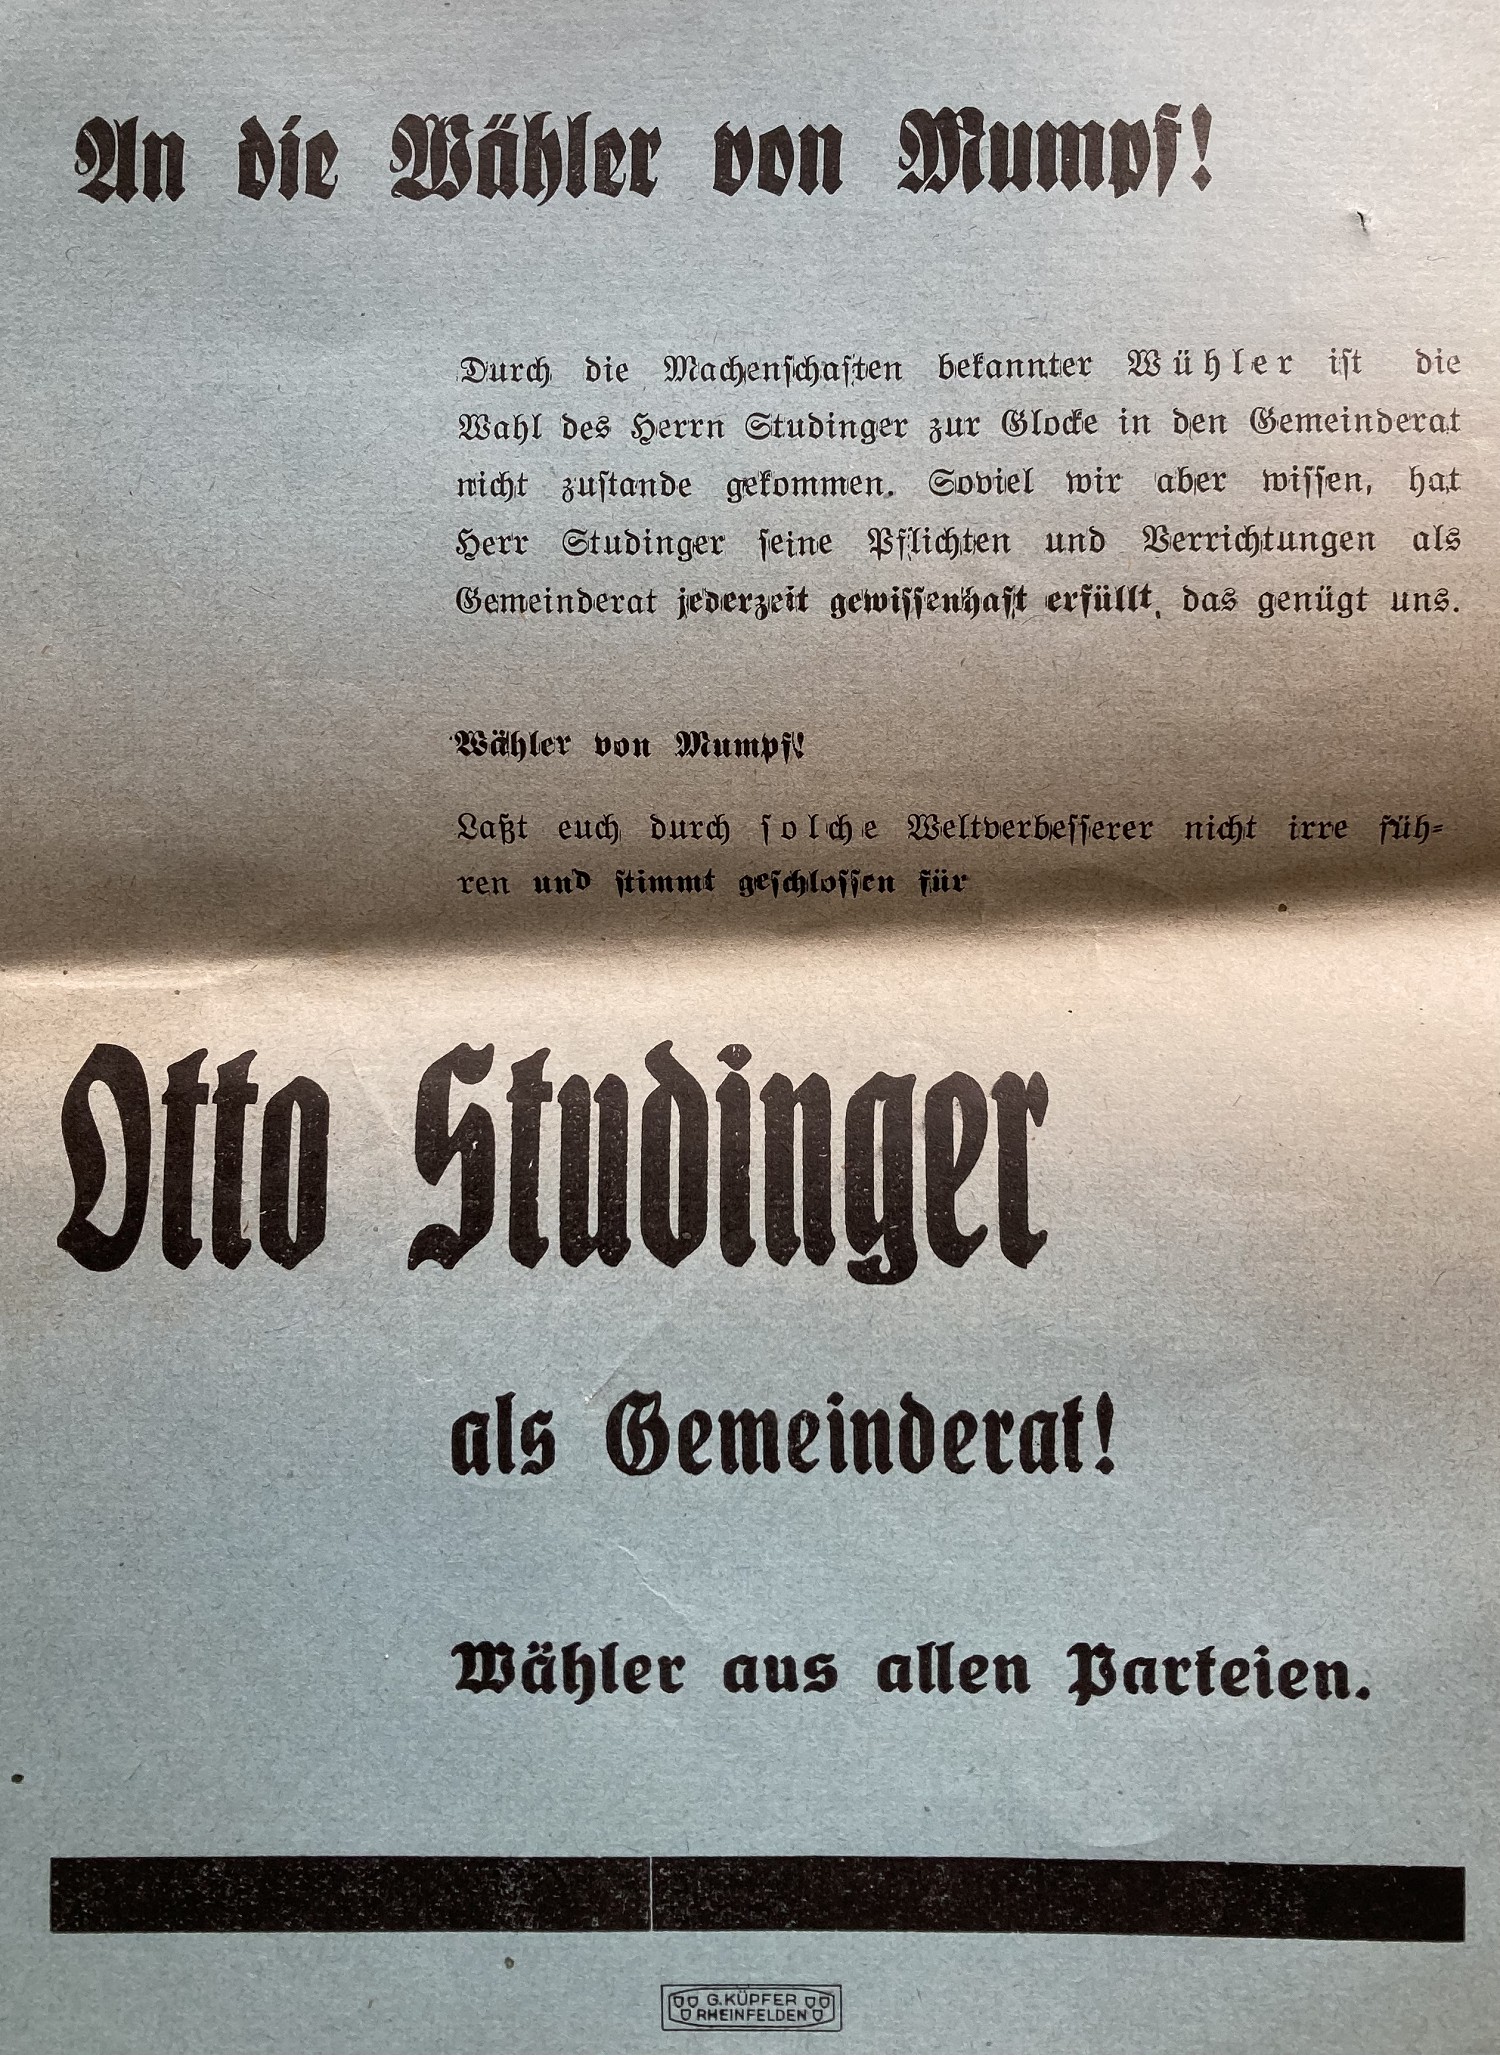 An die Wähler von Mumpf!
Durch die Machenschaften bekannter Wühler ist die
Wahl des Herrn Studinger zur Glocke in den Gemeinderat
nicht zustande gekommen. Soviel wir aber wissen, hat
Herr Studinger seine Pflichten und Verrichtungen als
Gemeinderat jederzeit gewissenhaft erfüllt, das genügt uns.
Wähler von Mumpf!
Laßt euch durch solche Weltverbesserer nicht irre füh-
ren und stimmt geschlossen für
Otto Studinger
als Gemeinderat!
Wähler aus allen Parteien.
G. KÜPFER
RHEINFELDEN